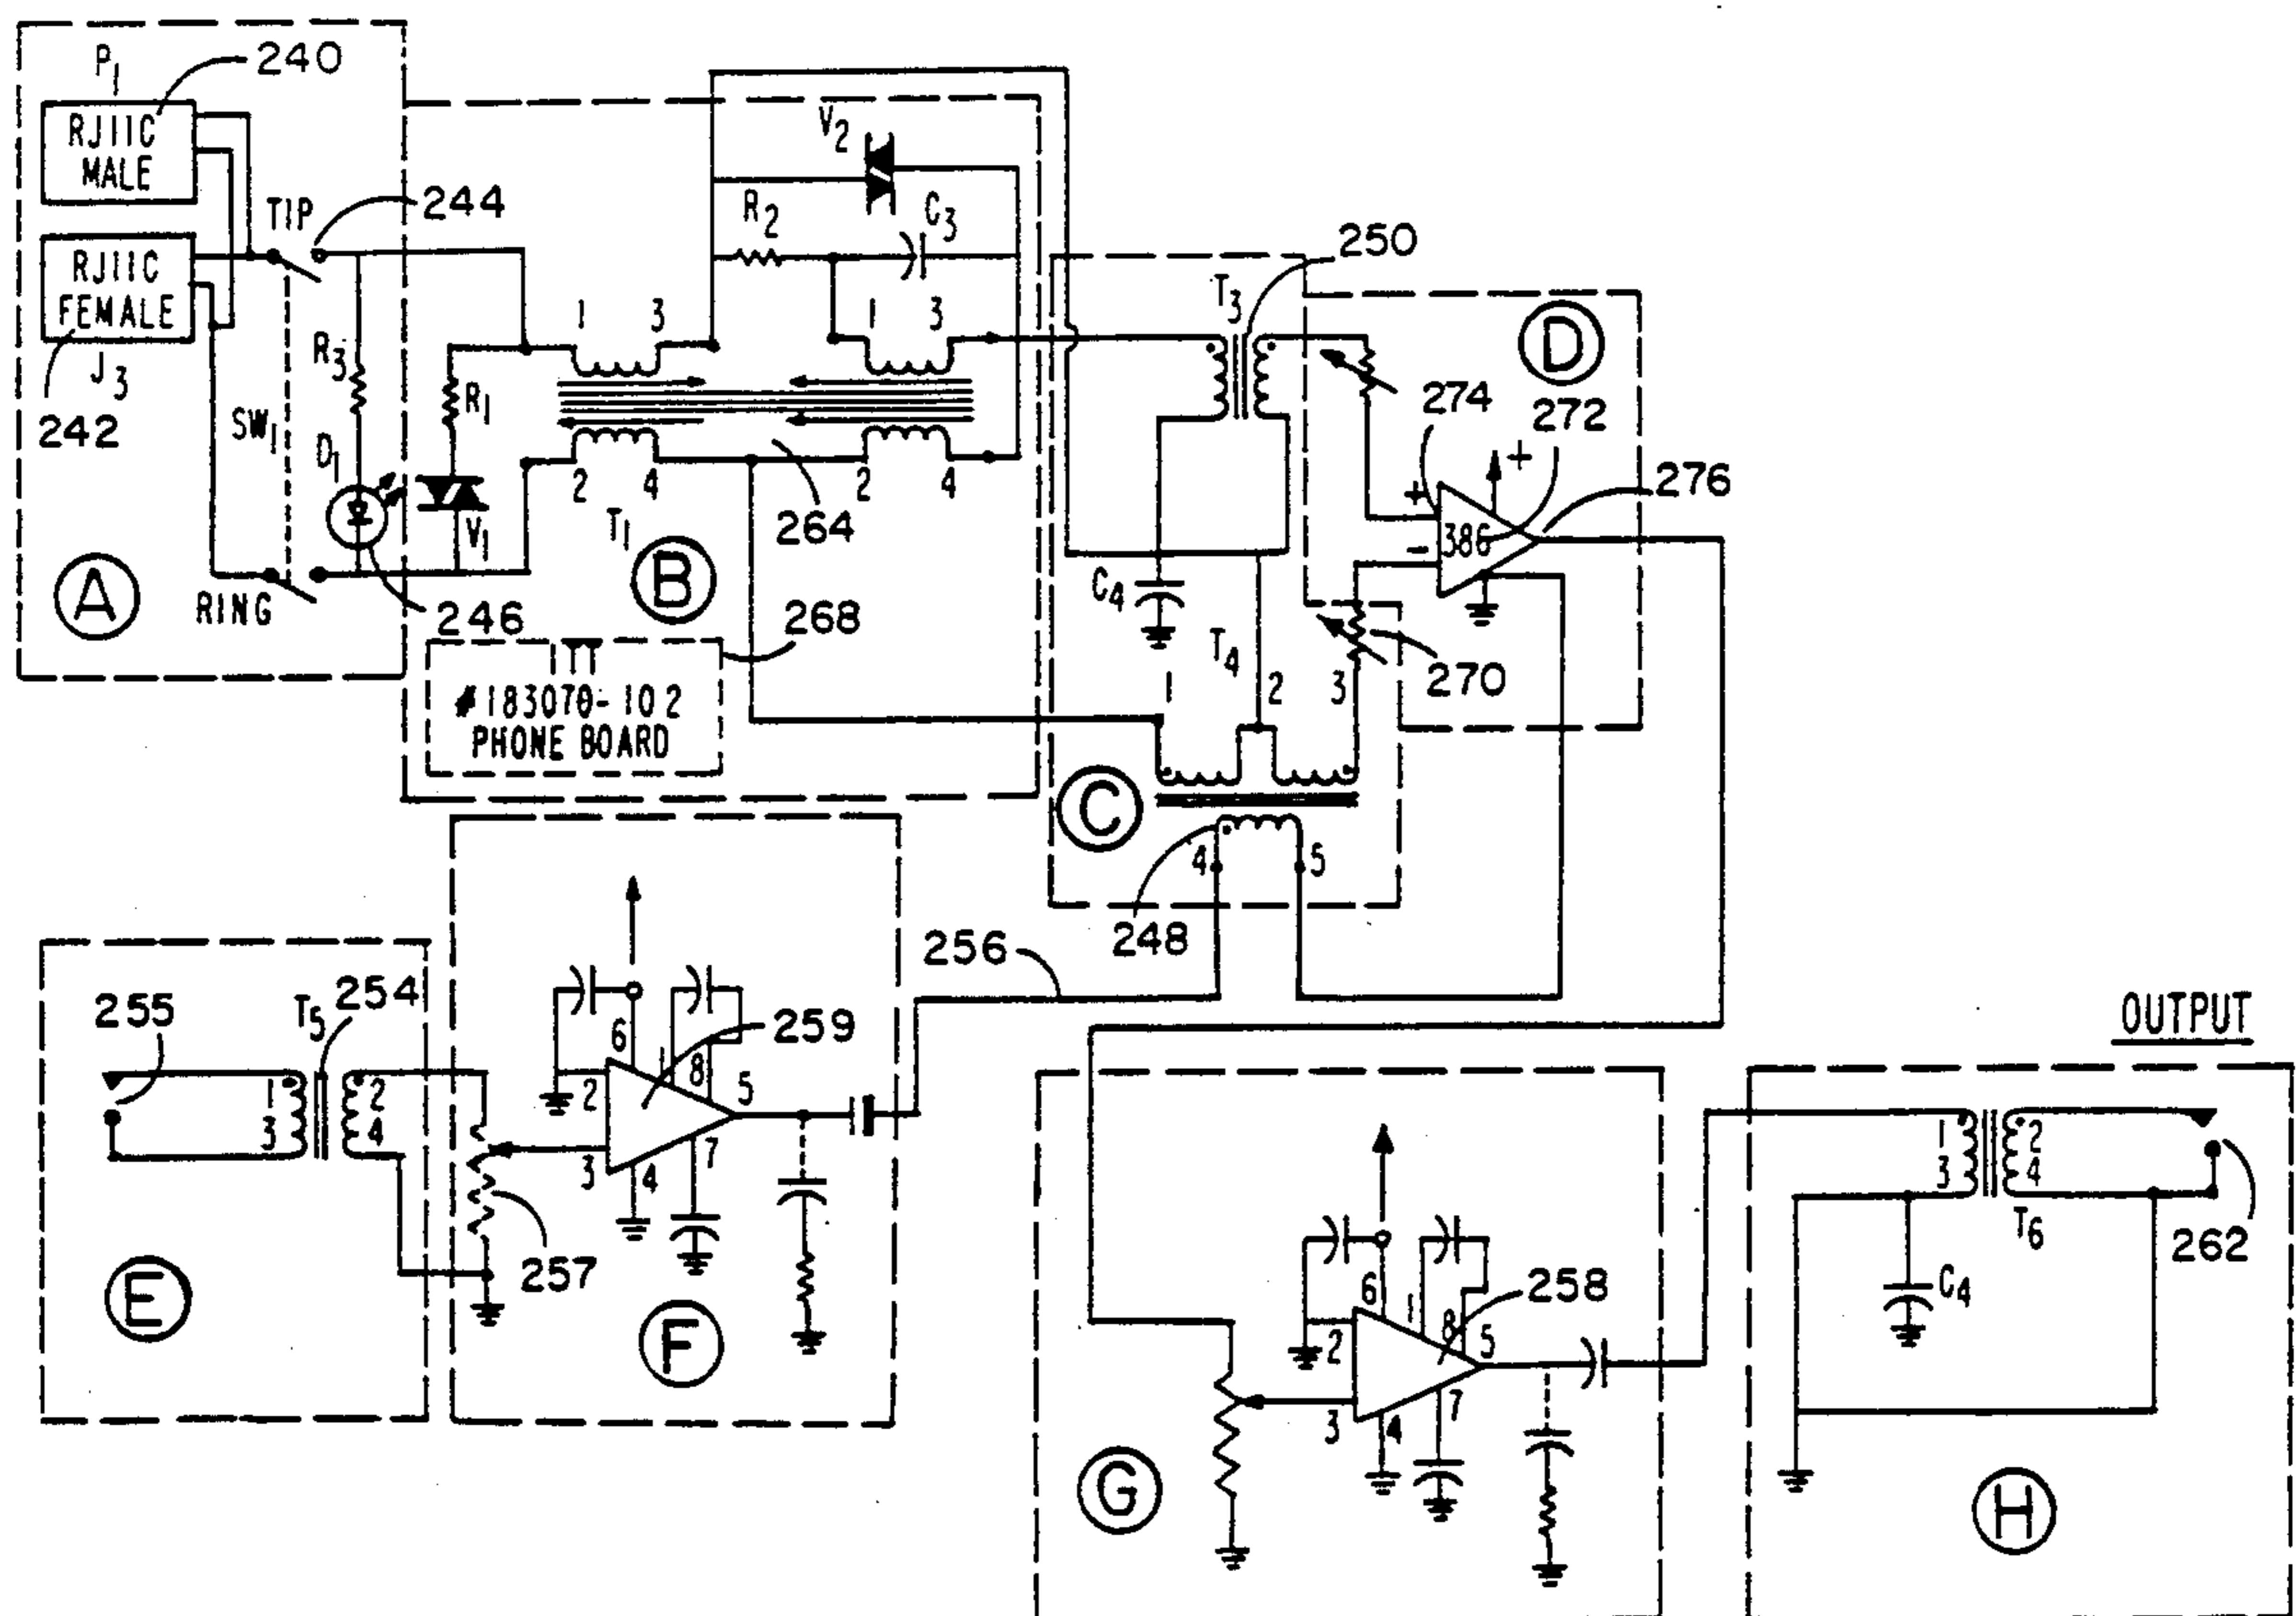 P1
240
RJ11C
MALE
TIP
244
RJ11C
FEMALE
J3
242
SW1
R3
D1
246
RING
A
V2
R2
C3
1
3
1
3
R1
V1
2
4
2
4
T1
264
B
268
#183070-102
PHONE BOARD
250
T3
D
274
272
276
+
+
-
386
C4
T4
270
1
2
3
C
4
5
248
256
255
T5
254
1
3
2
4
257
E
259
6
1
8
2
5
3
4
7
F
OUTPUT
258
6
1
8
2
5
3
4
7
G
1
3
2
4
T6
262
C4
H